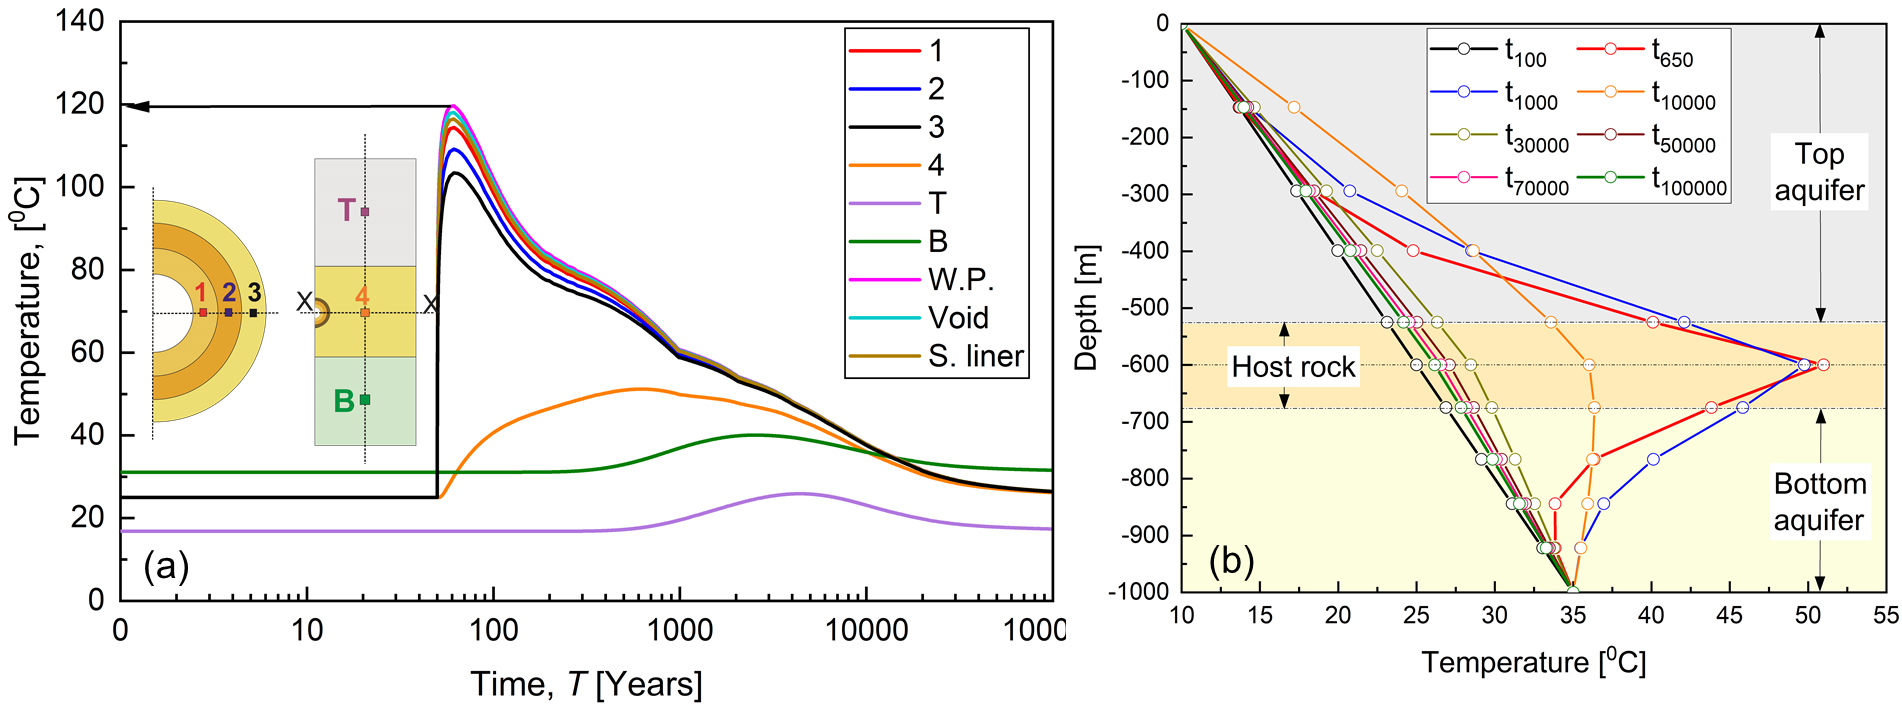 140
120
100
80
60
40
20
0
Temperature, [⁰C]
0
10
100
1000
10000
1000
Time, T [Years]
(a)
1
2
3
4
T
B
W.P.
Void
S. liner
1 2 3
T
X 4 X
B
0
-100
-200
-300
-400
-500
-600
-700
-800
-900
-1000
Depth [m]
10 15 20 25 30 35 40 45 50 55
Temperature [⁰C]
(b)
t₁₀₀ t₆₅₀
t₁₀₀₀ t₁₀₀₀₀
t₃₀₀₀₀ t₅₀₀₀₀
t₇₀₀₀₀ t₁₀₀₀₀₀
Top
aquifer
Host rock
Bottom
aquifer